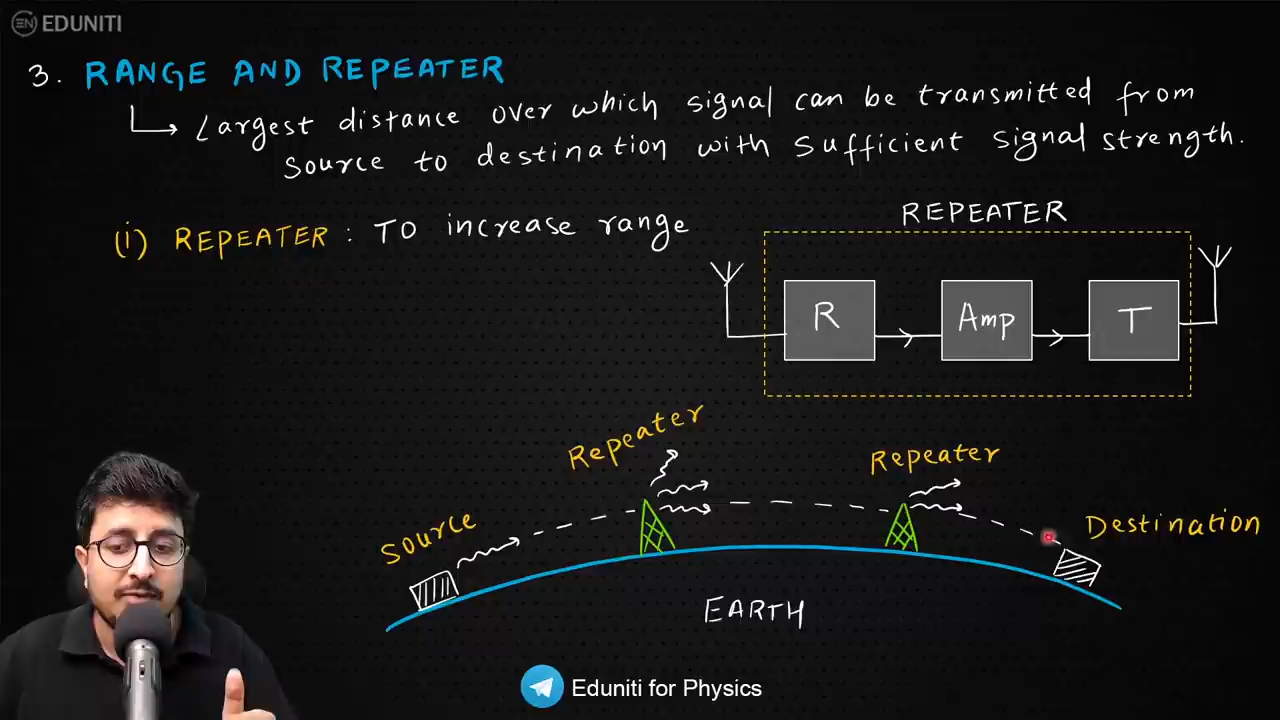 EDUNITI
3. RANGE AND REPEATER
Largest distance over which signal can be transmitted from
source to destination with sufficient signal strength.
(i) REPEATER : TO increase range
REPEATER
R
Amp
T
Repeater
Repeater
Source
Destination
EARTH
Eduniti for Physics